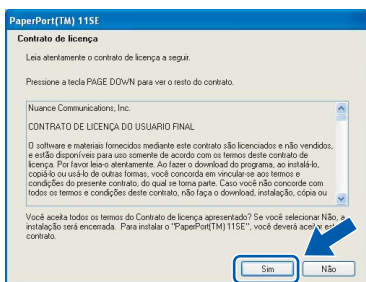 PaperPort(TM) 11SE
Contrato de licença
Leia atentamente o contrato de licença a seguir.
Pressione a tecla PAGE DOWN para ver o resto do contrato.
Nuance Communications, Inc.
CONTRATO DE LICENÇA DO USUARIO FINAL
O software e materiais fornecidos mediante este contrato são licenciados e não vendidos,
e estão disponíveis para uso somente de acordo com os termos deste contrato de
licença. Por favor leia-o atentamente. Ao fazer o download do programa, ao instalá-lo,
copiá-lo ou usá-lo de outras formas, você concorda em vincular-se aos termos e
condições do presente contrato, do qual se torna parte. Caso você não concorde com
todos os termos e condições deste contrato, não faça o download, instalação, cópia ou
Você aceita todos os termos do Contrato de licença apresentado? Se você selecionar Não, a
instalação será encerrada. Para instalar o "PaperPort(TM) 11SE", você deverá aceitar
contrato.
Sim
Não